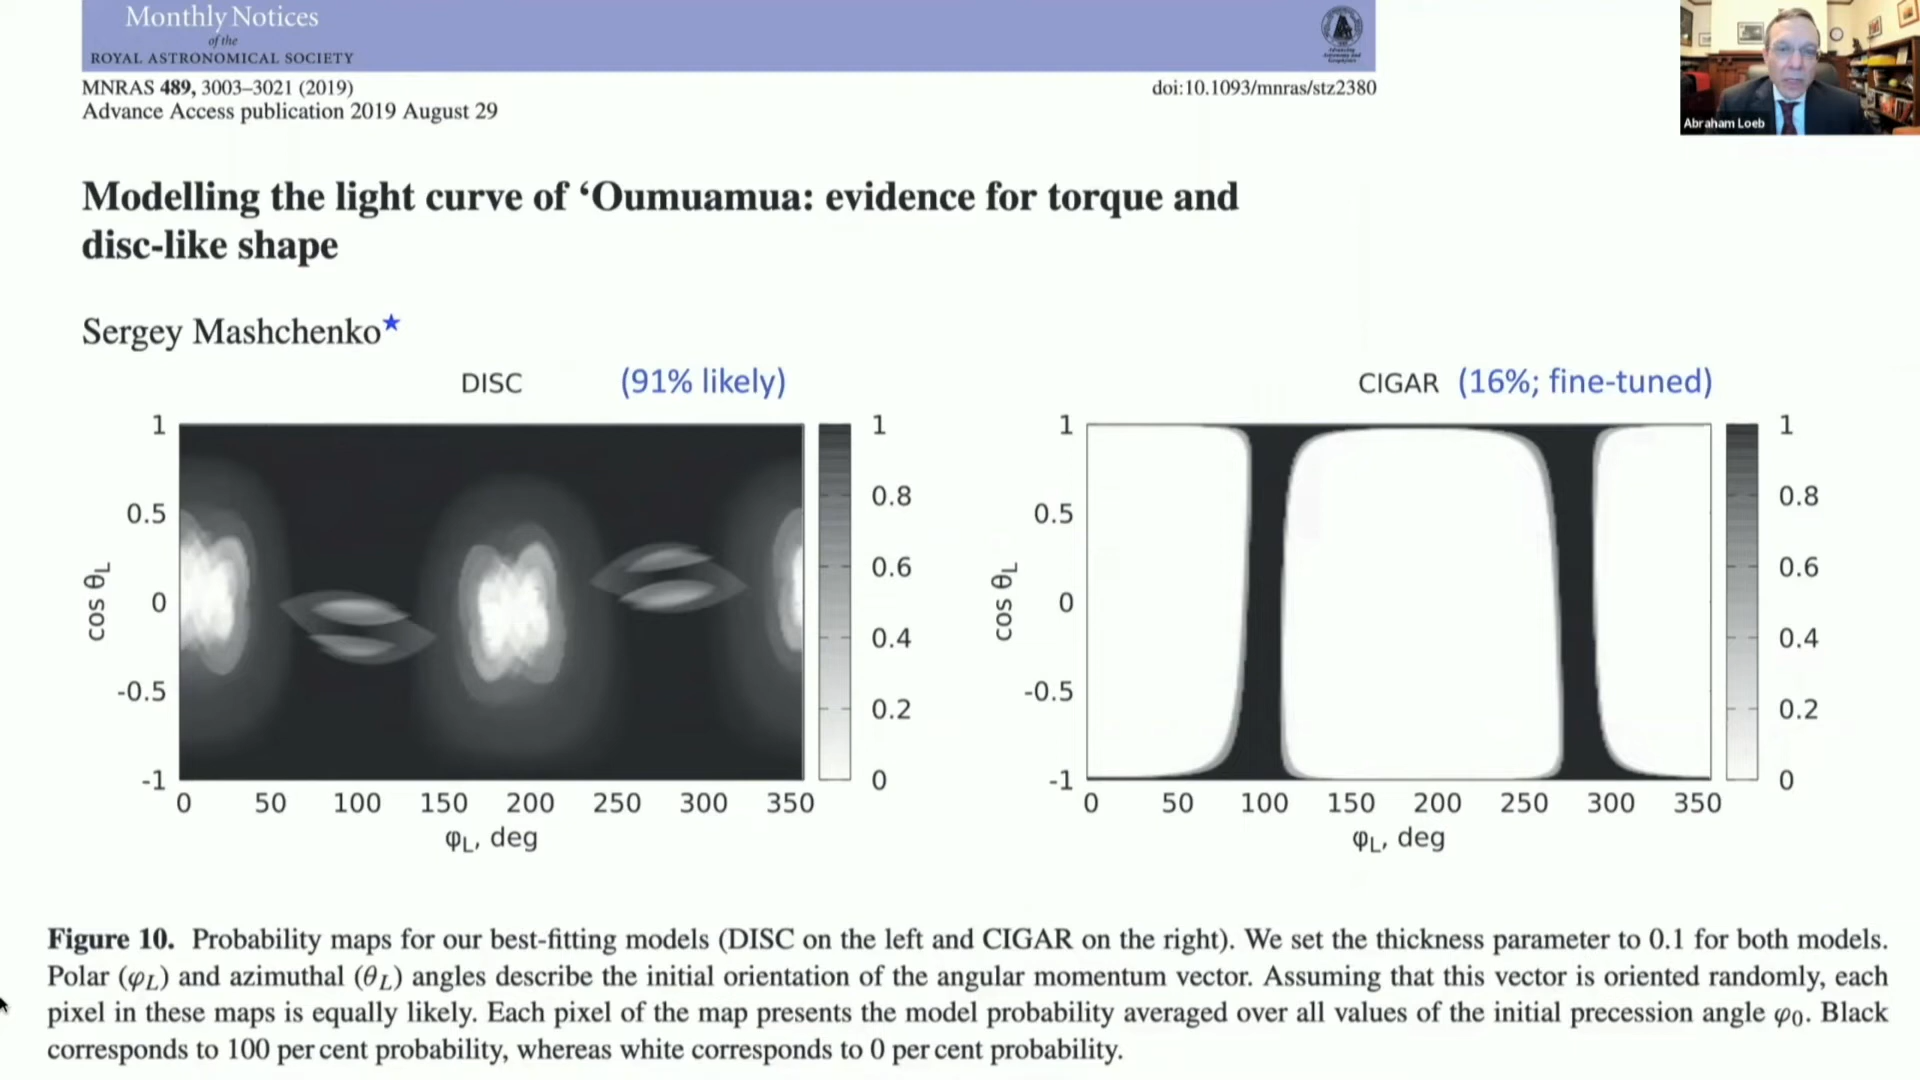 Monthly Notices
of the
ROYAL ASTRONOMICAL SOCIETY
MNRAS 489, 3003–3021 (2019)
doi:10.1093/mnras/stz2380
Advance Access publication 2019 August 29
Abraham Loeb
Modelling the light curve of ‘Oumuamua: evidence for torque and
disc-like shape
Sergey Mashchenko★
DISC (91% likely)
1
0.5
0
-0.5
-1
cos θL
0 50 100 150 200 250 300 350
φL, deg
1
0.8
0.6
0.4
0.2
0
CIGAR (16%; fine-tuned)
1
0.5
0
-0.5
-1
cos θL
0 50 100 150 200 250 300 350
φL, deg
1
0.8
0.6
0.4
0.2
0
Figure 10. Probability maps for our best-fitting models (DISC on the left and CIGAR on the right). We set the thickness parameter to 0.1 for both models.
Polar (φL) and azimuthal (θL) angles describe the initial orientation of the angular momentum vector. Assuming that this vector is oriented randomly, each
pixel in these maps is equally likely. Each pixel of the map presents the model probability averaged over all values of the initial precession angle φ0. Black
corresponds to 100 per cent probability, whereas white corresponds to 0 per cent probability.